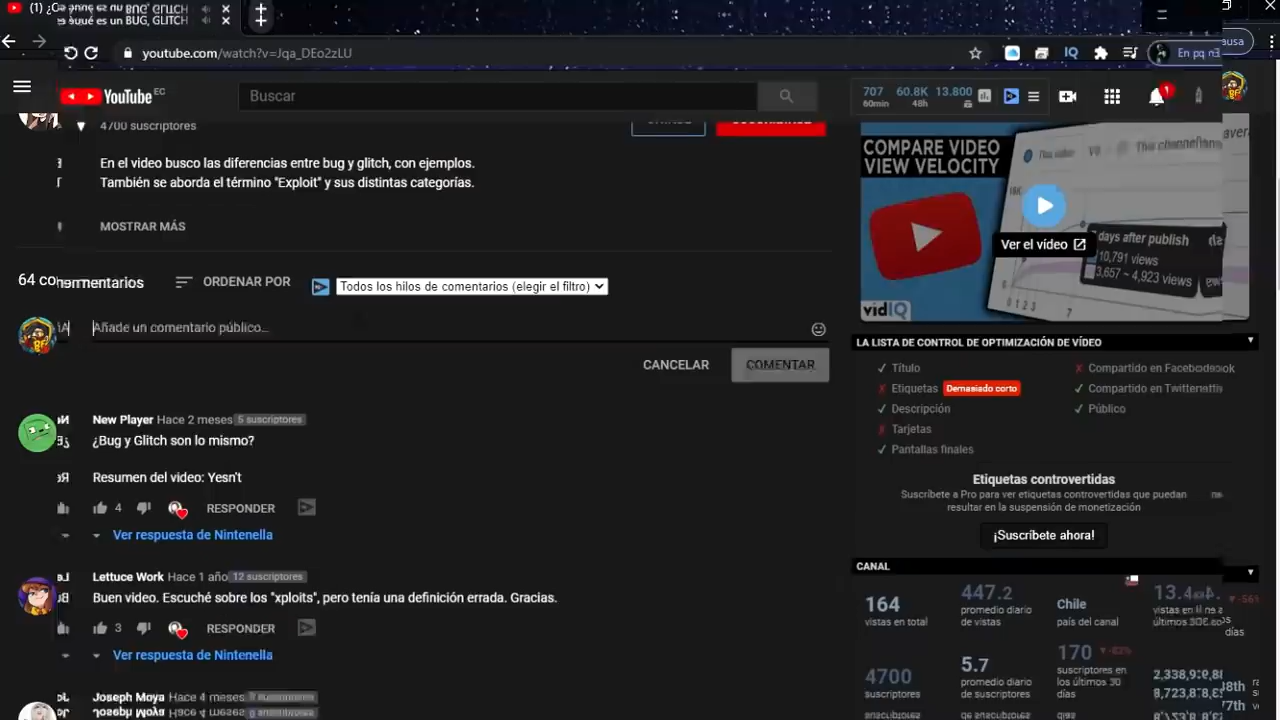 youtube.com/watch?v=Jqa_DEo2zLU
IQ
En pq n
YouTube EC
Buscar
707 60.8K 13.800
60min 48h
1
4700 suscriptores
En el video busco las diferencias entre bug y glitch, con ejemplos.
También se aborda el término "Exploit" y sus distintas categorías.
MOSTRAR MÁS
ORDENAR POR
Todos los hilos de comentarios (elegir el filtro)
Añade un comentario público...
CANCELAR
COMENTAR
New Player Hace 2 meses 5 suscriptores
¿Bug y Glitch son lo mismo?
Resumen del video: Yesn't
4 RESPONDER
Ver respuesta de Nintenella
Lettuce Work Hace 1 año 12 suscriptores
Buen video. Escuché sobre los "xploits", pero tenía una definición errada. Gracias.
3 RESPONDER
Ver respuesta de Nintenella
Joseph Moya Hace 4 meses
COMPARE VIDEO
VIEW VELOCITY
Ver el vídeo
days after publish
10,791 views
3,657 – 4,923 views
vidIQ
LA LISTA DE CONTROL DE OPTIMIZACIÓN DE VÍDEO
Título
Etiquetas Demasiado corto
Descripción
Tarjetas
Pantallas finales
Compartido en
Compartido en
Público
Etiquetas controvertidas
Suscríbete a Pro para ver etiquetas controvertidas que puedan
resultar en la suspensión de monetización
¡Suscríbete ahora!
CANAL
164
vistas en total
447.2
promedio diario
de vistas
Chile
país del canal
4700
suscriptores
5.7
promedio diario
de suscriptores
170
suscriptores en
los últimos 30
días